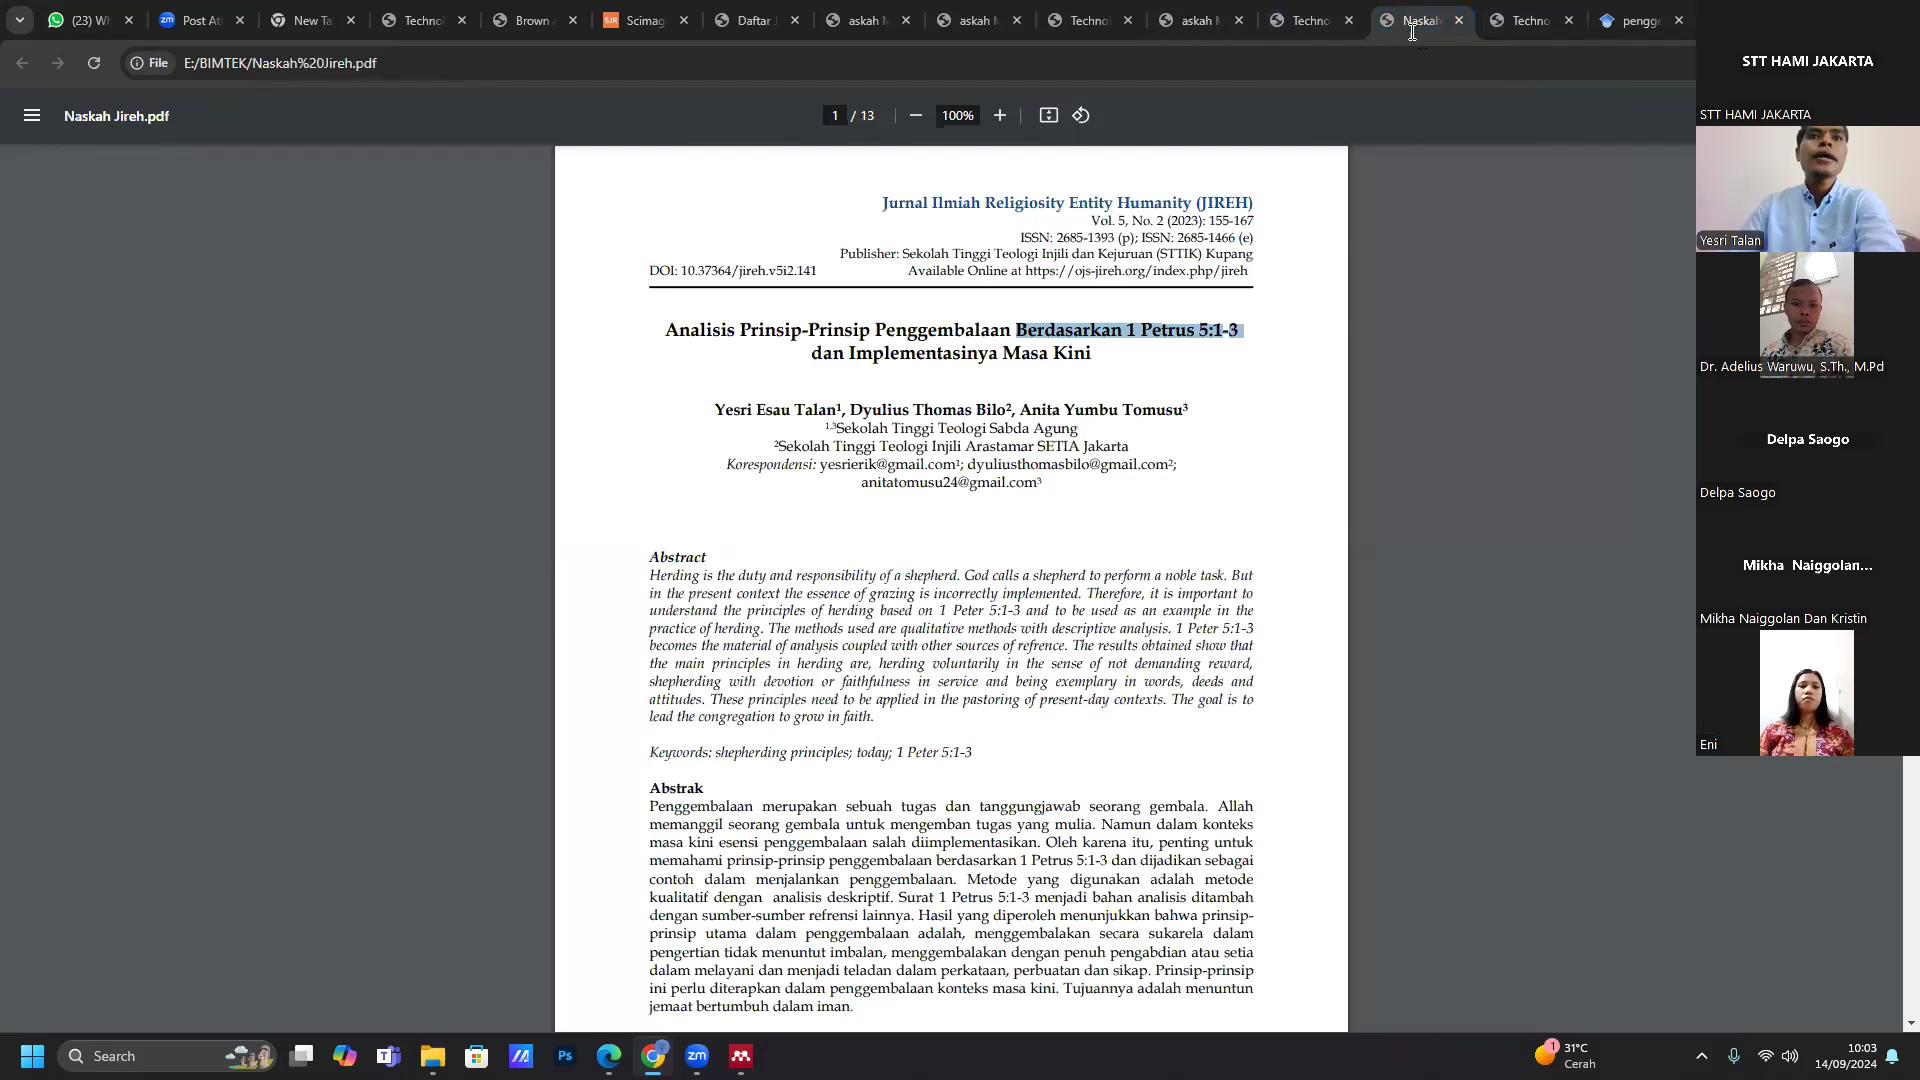 (23) W
Post At
New Ta
Technol
Brown a
Scimag
Daftar J
askah M
askah M
Technol
askah M
Techno
Naskah
Techno
pengge
File
E:/BIMTEK/Naskah%20Jireh.pdf
Naskah Jireh.pdf
1 / 13
100%
Jurnal Ilmiah Religiosity Entity Humanity (JIREH)
Vol. 5, No. 2 (2023): 155-167
ISSN: 2685-1393 (p); ISSN: 2685-1466 (e)
Publisher: Sekolah Tinggi Teologi Injili dan Kejuruan (STTIK) Kupang
DOI: 10.37364/jireh.v5i2.141 Available Online at https://ojs-jireh.org/index.php/jireh
Analisis Prinsip-Prinsip Penggembalaan Berdasarkan 1 Petrus 5:1-3
dan Implementasinya Masa Kini
Yesri Esau Talan¹, Dyulius Thomas Bilo², Anita Yumbu Tomusu³
¹,³Sekolah Tinggi Teologi Sabda Agung
²Sekolah Tinggi Teologi Injili Arastamar SETIA Jakarta
Korespondensi: yesrierik@gmail.com¹; dyuliusthomasbilo@gmail.com²;
anitatomusu24@gmail.com³
Abstract
Herding is the duty and responsibility of a shepherd. God calls a shepherd to perform a noble task. But
in the present context the essence of grazing is incorrectly implemented. Therefore, it is important to
understand the principles of herding based on 1 Peter 5:1-3 and to be used as an example in the
practice of herding. The methods used are qualitative methods with descriptive analysis. 1 Peter 5:1-3
becomes the material of analysis coupled with other sources of refrence. The results obtained show that
the main principles in herding are, herding voluntarily in the sense of not demanding reward,
shepherding with devotion or faithfulness in service and being exemplary in words, deeds and
attitudes. These principles need to be applied in the pastoring of present-day contexts. The goal is to
lead the congregation to grow in faith.
Keywords: shepherding principles; today; 1 Peter 5:1-3
Abstrak
Penggembalaan merupakan sebuah tugas dan tanggungjawab seorang gembala. Allah
memanggil seorang gembala untuk mengemban tugas yang mulia. Namun dalam konteks
masa kini esensi penggembalaan salah diimplementasikan. Oleh karena itu, penting untuk
memahami prinsip-prinsip penggembalaan berdasarkan 1 Petrus 5:1-3 dan dijadikan sebagai
contoh dalam menjalankan penggembalaan. Metode yang digunakan adalah metode
kualitatif dengan analisis deskriptif. Surat 1 Petrus 5:1-3 menjadi bahan analisis ditambah
dengan sumber-sumber refrensi lainnya. Hasil yang diperoleh menunjukkan bahwa prinsip-
prinsip utama dalam penggembalaan adalah, menggembalakan secara sukarela dalam
pengertian tidak menuntut imbalan, menggembalakan dengan penuh pengabdian atau setia
dalam melayani dan menjadi teladan dalam perkataan, perbuatan dan sikap. Prinsip-prinsip
ini perlu diterapkan dalam penggembalaan konteks masa kini. Tujuannya adalah menuntun
jemaat bertumbuh dalam iman.
STT HAMI JAKARTA
STT HAMI JAKARTA
Yesri Talan
Dr. Adelius Waruwu, S.Th., M.Pd
Delpa Saogo
Delpa Saogo
Mikha Naiggolan...
Mikha Naiggolan Dan Kristin
Eni
Search
Ps
zm
1
31°C
Cerah
10:03
14/09/2024